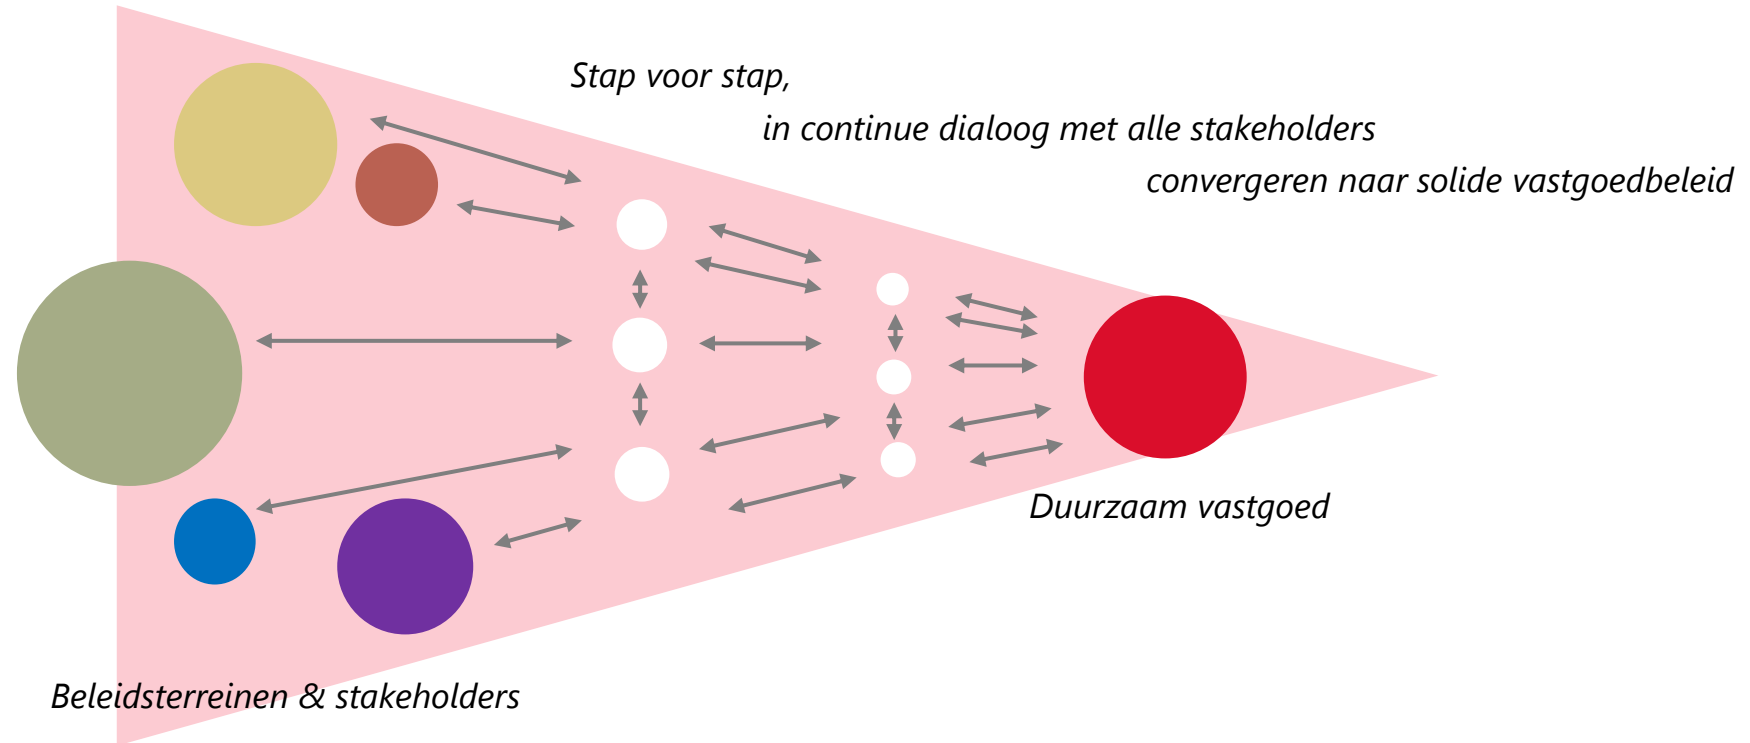 Stap voor stap,
in continue dialoog met alle stakeholders
convergeren naar solide vastgoedbeleid
Duurzaam vastgoed
Beleidsterreinen & stakeholders